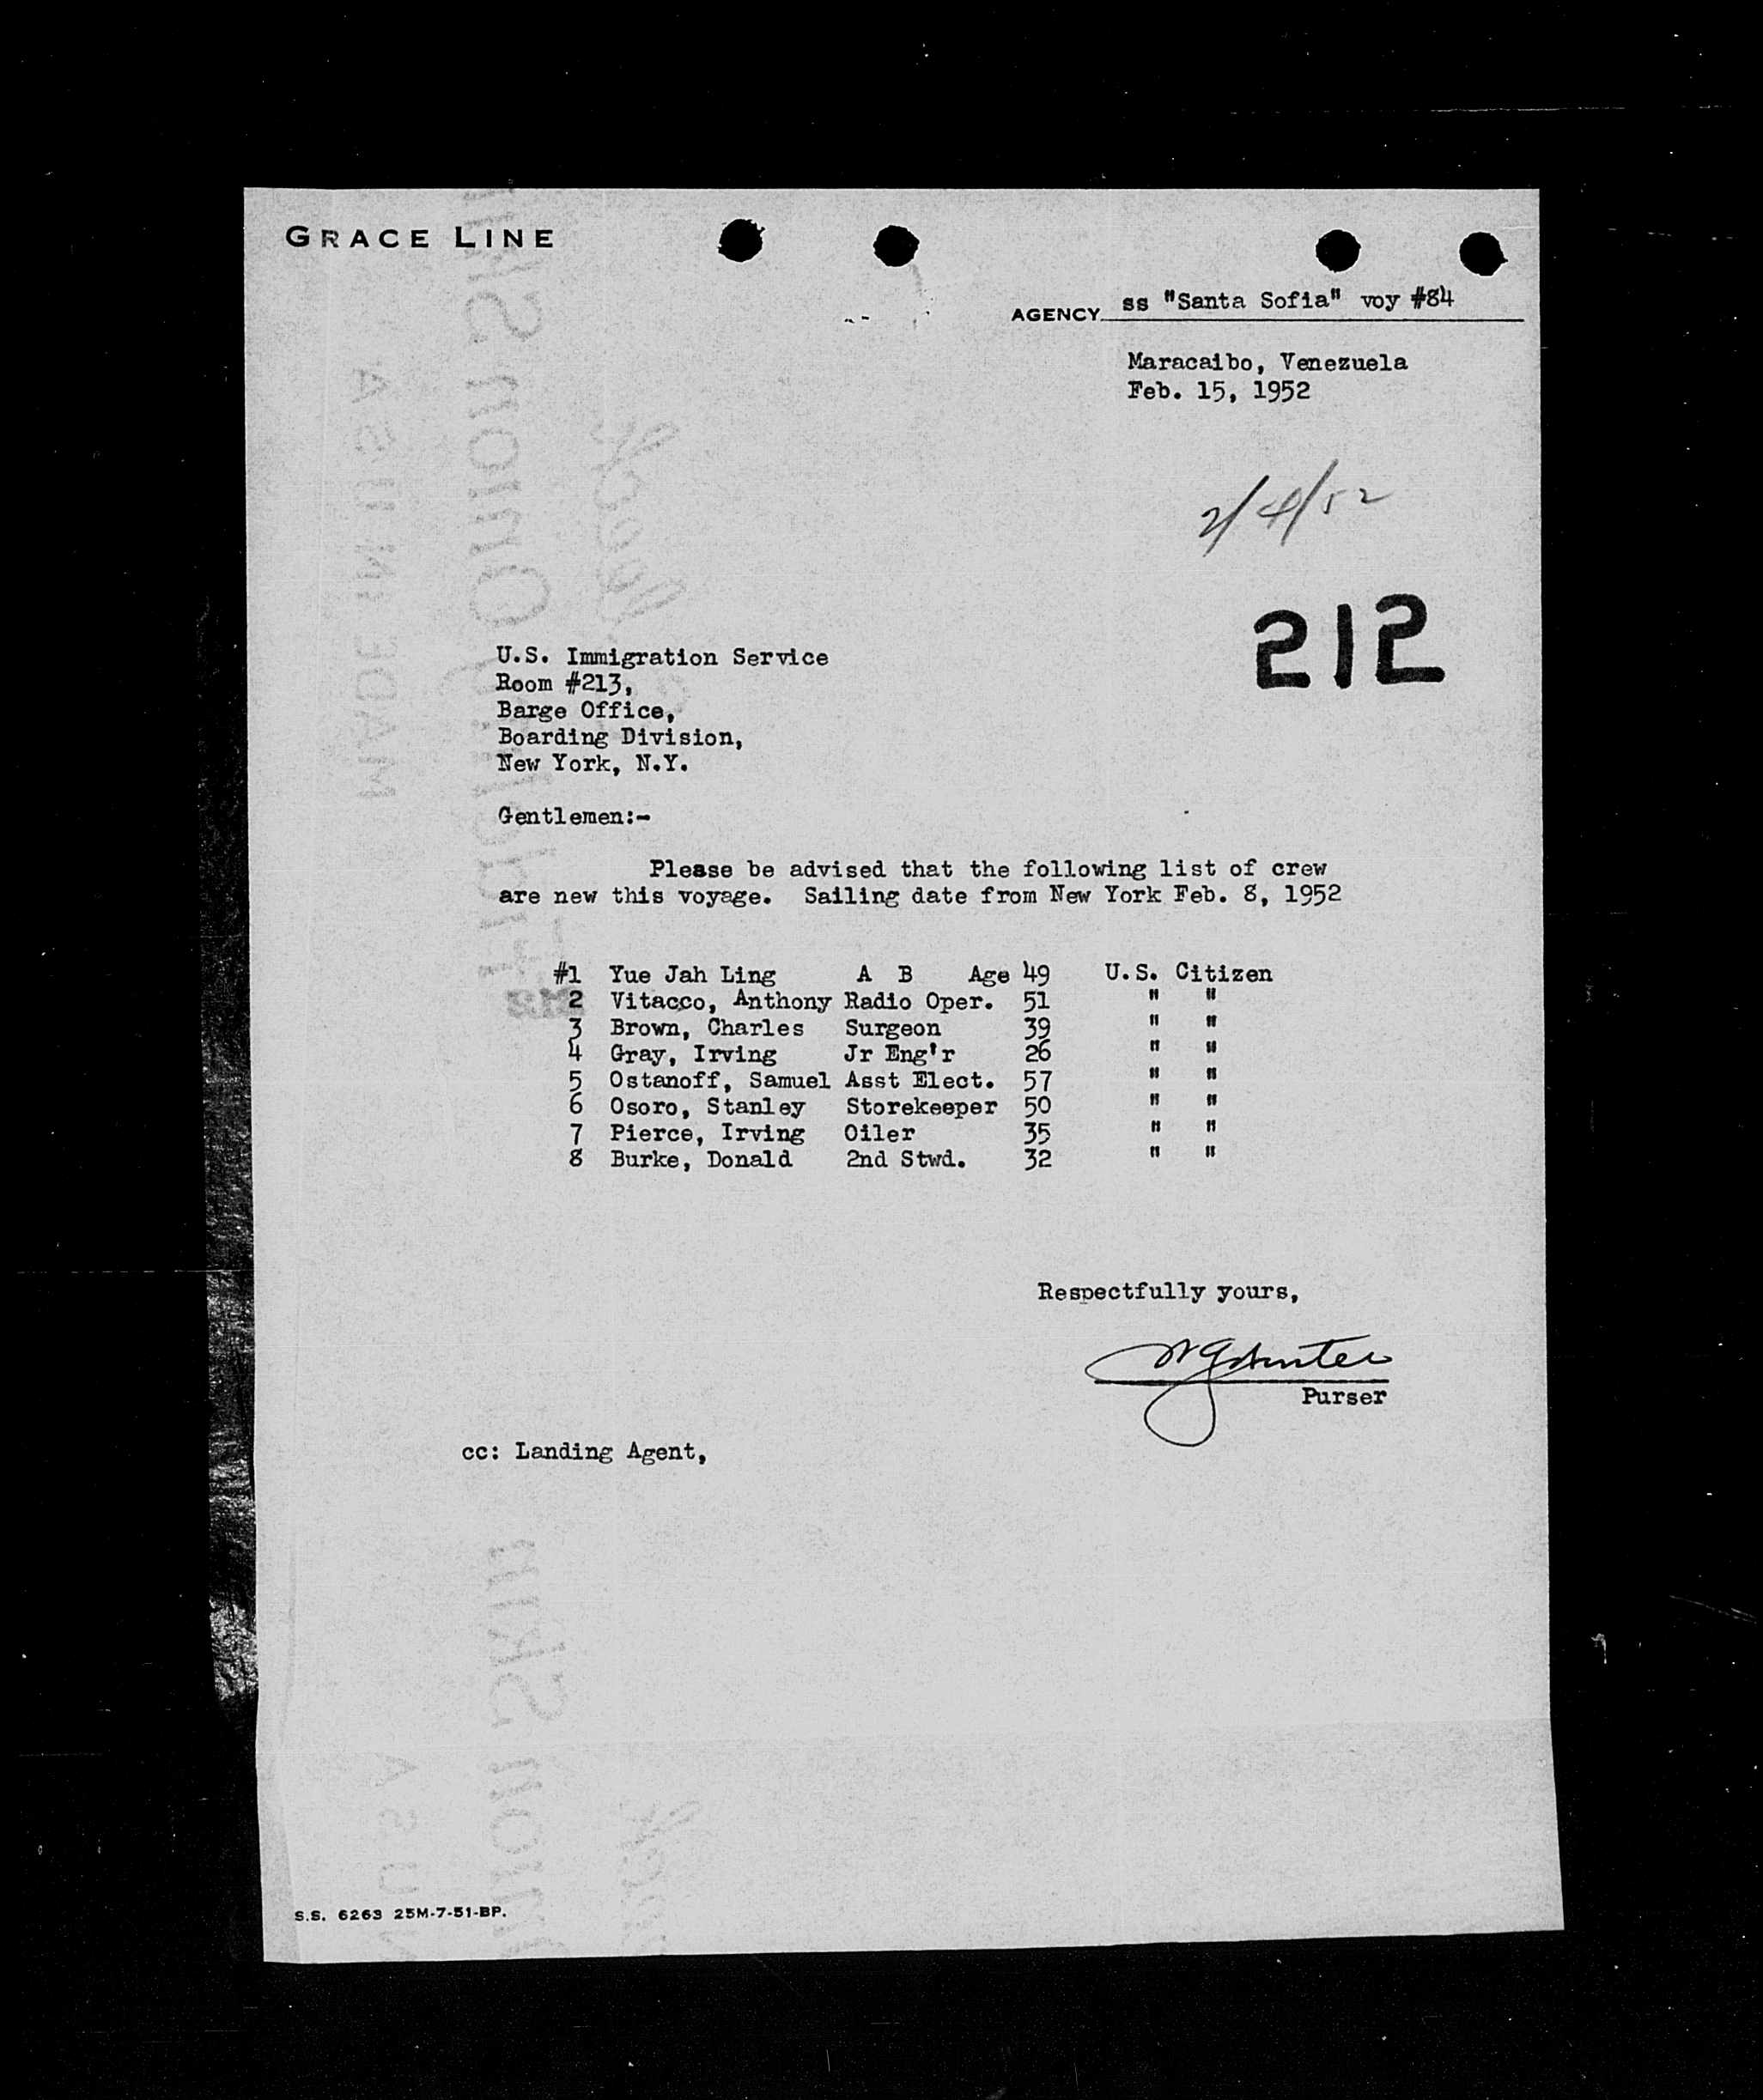 GRACE LINE
AGENCY ss "Santa Sofia" voy #84
Maracaibo, Venezuela
Feb. 15, 1952
212
U.S. Immigration Service
Room #213,
Barge Office,
Boarding Division,
New York, N.Y.
Gentlemen:-
Please be advised that the following list of crew
are new this voyage. Sailing date from New York Feb. 8, 1952
#1 Yue Jah Ling A B Age 49 U.S. Citizen
2 Vitacco, Anthony Radio Oper. 51 " "
3 Brown, Charles Surgeon 39 " "
4 Gray, Irving Jr Eng'r 26 " "
5 Ostanoff, Samuel Asst Elect. 57 " "
6 Osoro, Stanley Storekeeper 50 " "
7 Pierce, Irving Oiler 35 " "
8 Burke, Donald 2nd Stwd. 32 " "
Respectfully yours,
Purser
cc: Landing Agent,
S.S. 6263 25M-7-51-BP.